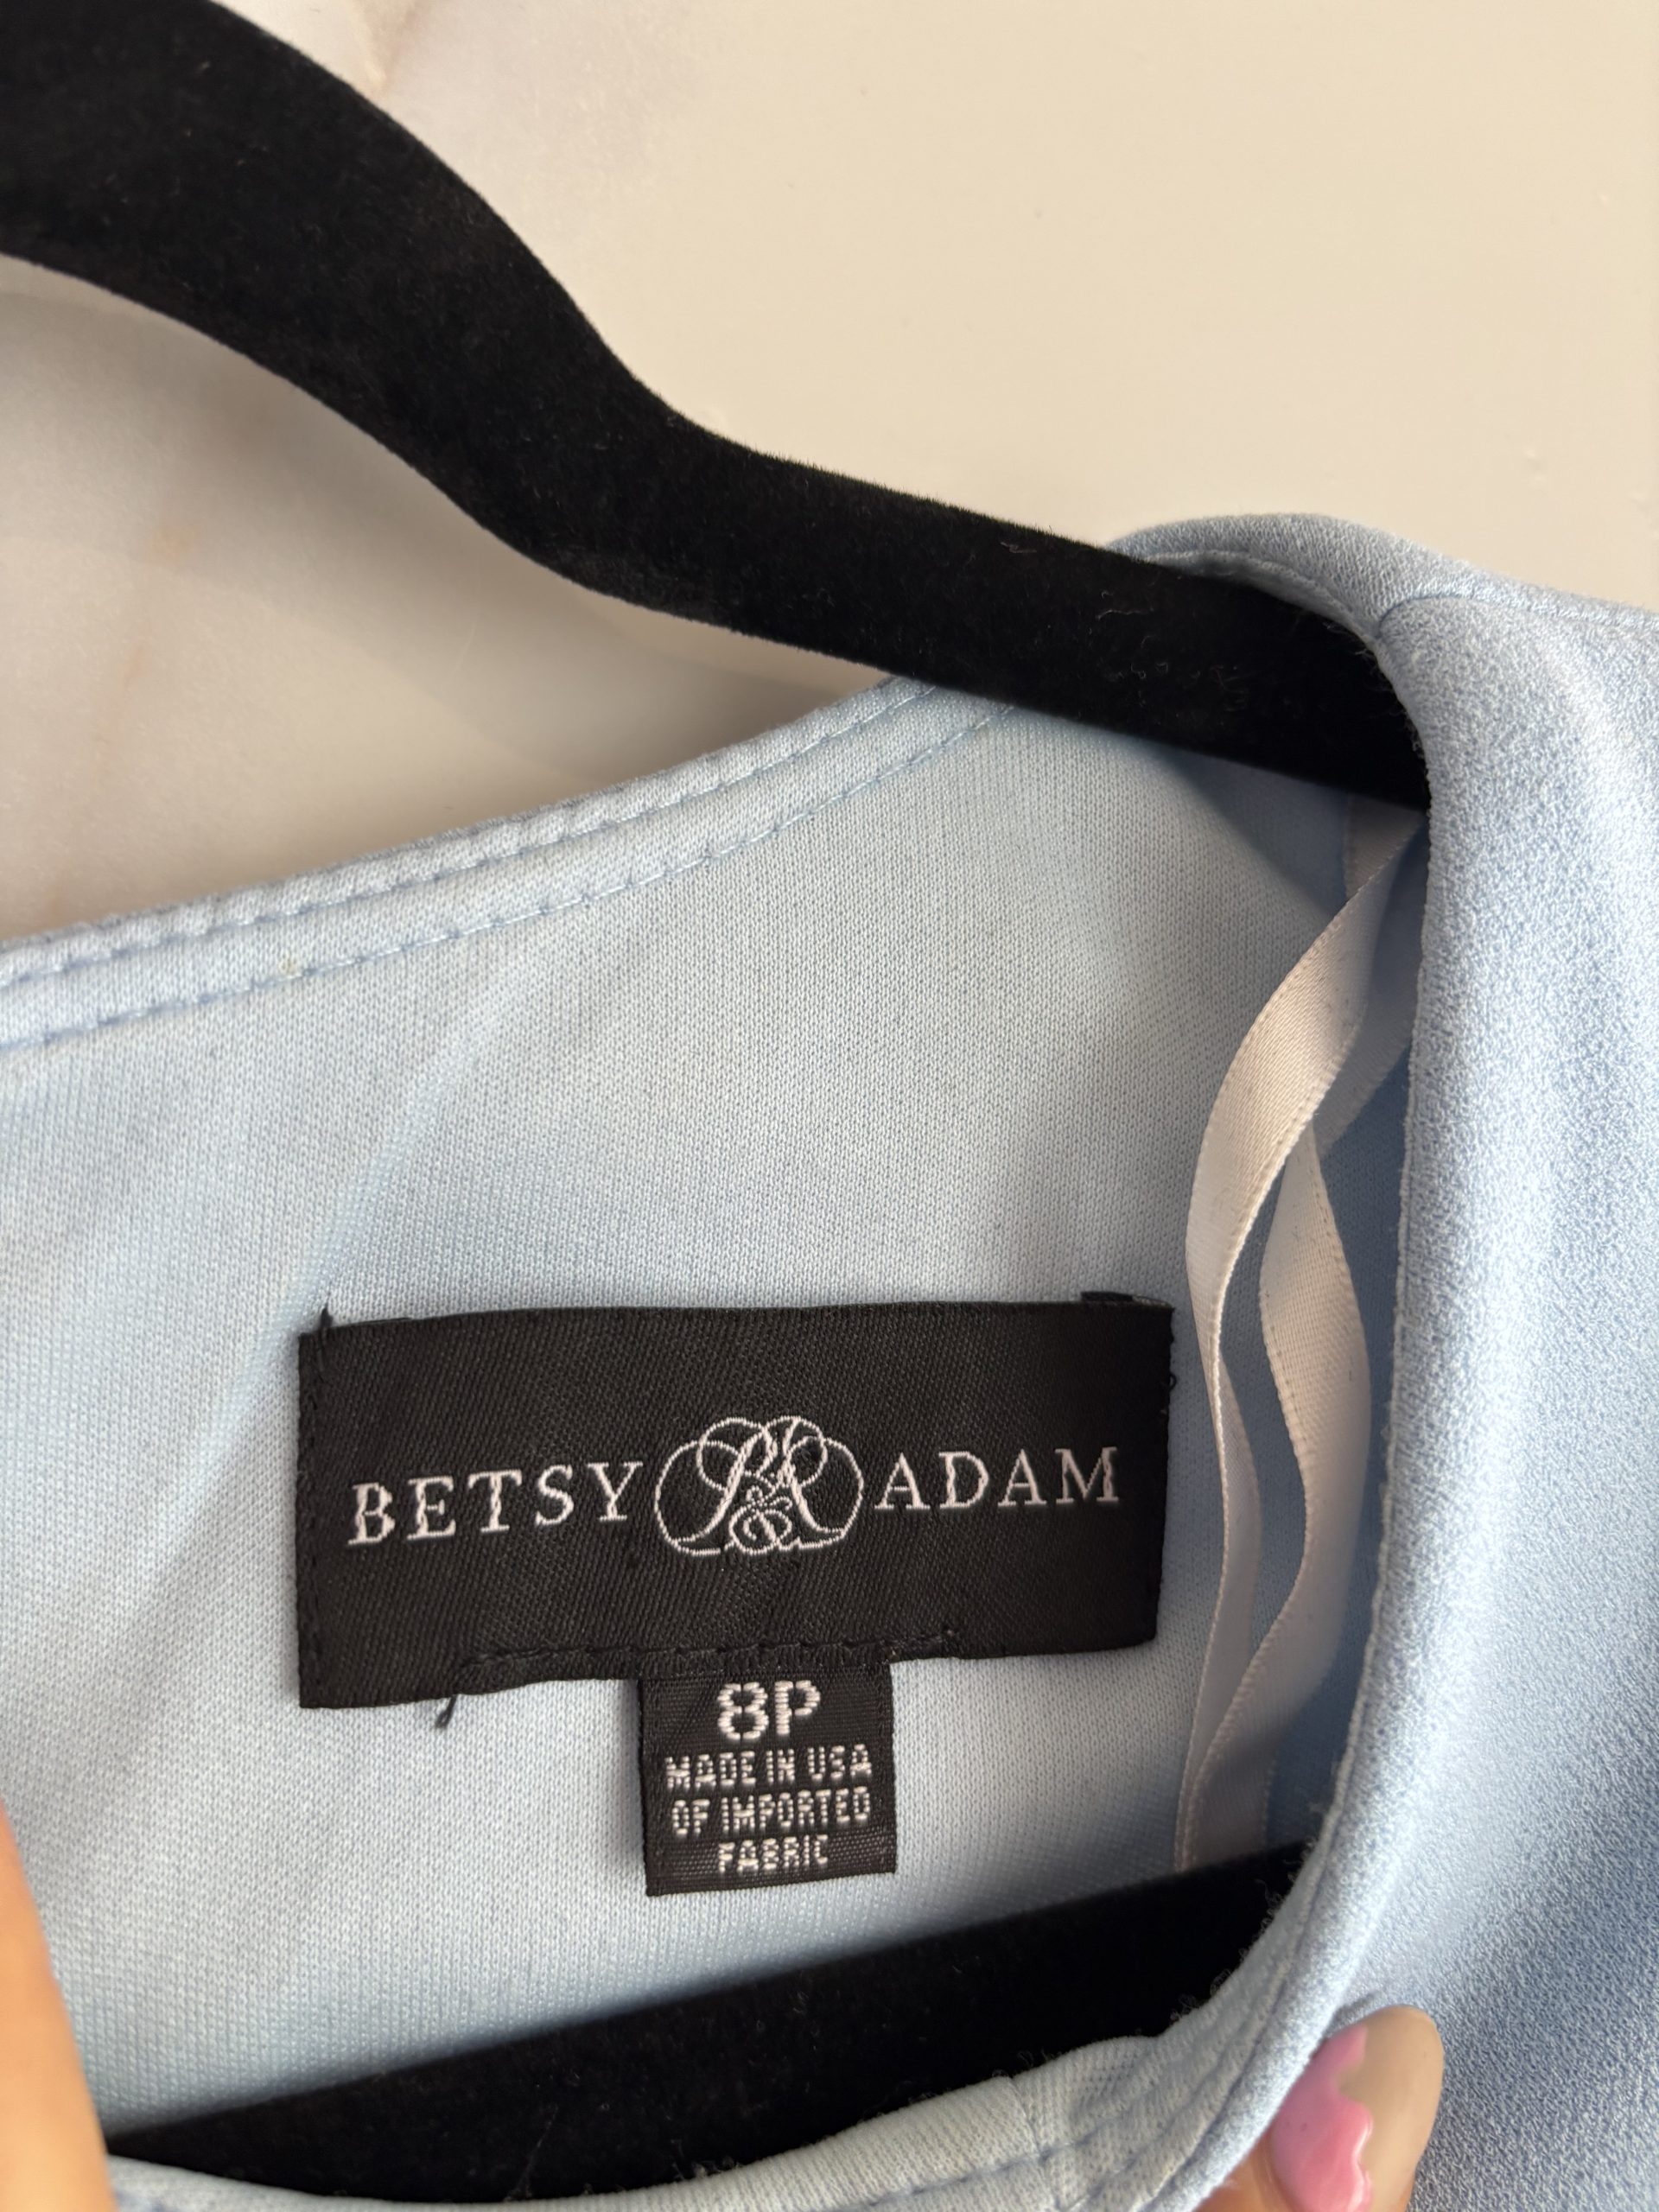 BETSY B&A ADAM
8P
MADE IN USA
OF IMPORTED
FABRIC